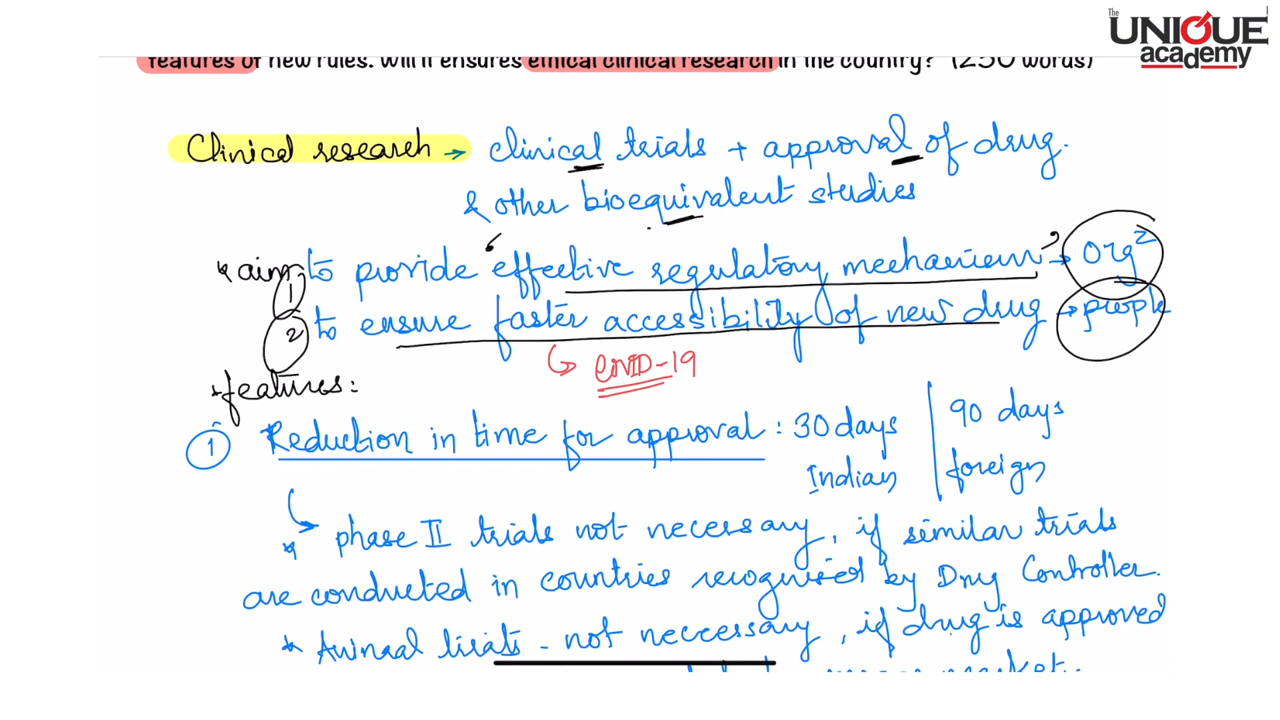 The
UNIQUE
academy
features of new rules. Will it ensures ethical clinical research in the country? (250 words)
Clinical research → clinical trials + approval of drug.
& other bioequivalent studies
* aim: to provide 'effective regulatory mechanism' → org²
1
2 to ensure faster accessibility of new drug → people
↳ COVID-19
* features:
① Reduction in time for approval : 30 days | 90 days
Indian | foreign
↳ * phase II trials not necessary, if similar trials
are conducted in countries recognised by Drug Controller.
* Animal trials - not necessary, if drug is approved
market.